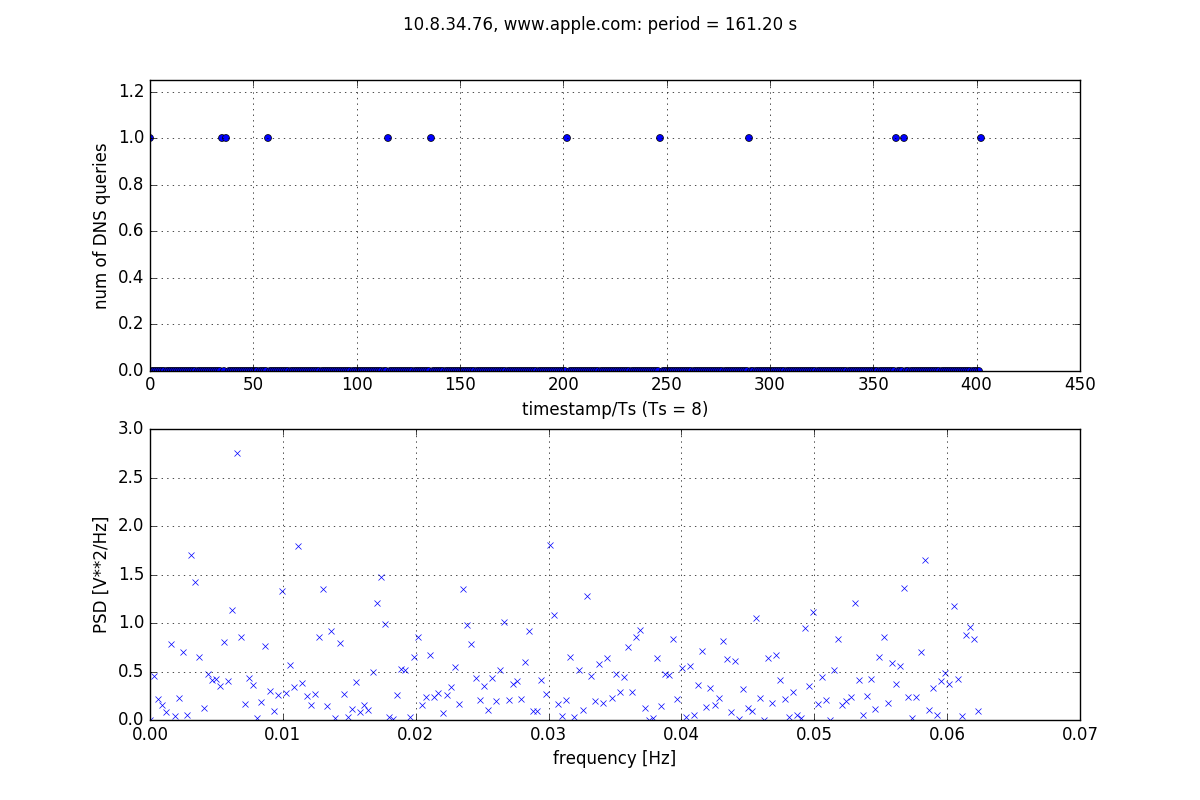 10.8.34.76, www.apple.com: period = 161.20 s
1.2
1.0
0.8
0.6
0.4
0.2
0.0
num of DNS queries
0 50 100 150 200 250 300 350 400 450
timestamp/Ts (Ts = 8)
3.0
2.5
2.0
1.5
1.0
0.5
0.0
PSD [V**2/Hz]
0.00 0.01 0.02 0.03 0.04 0.05 0.06 0.07
frequency [Hz]